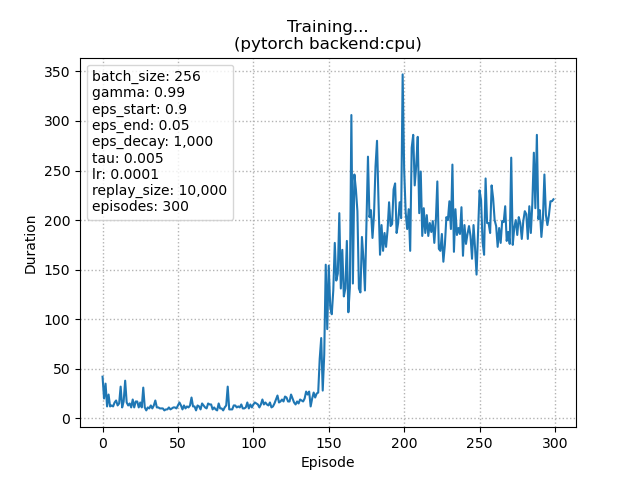 Training...
(pytorch backend:cpu)
batch_size: 256
gamma: 0.99
eps_start: 0.9
eps_end: 0.05
eps_decay: 1,000
tau: 0.005
lr: 0.0001
replay_size: 10,000
episodes: 300
Duration
350
300
250
200
150
100
50
0
0 50 100 150 200 250 300
Episode